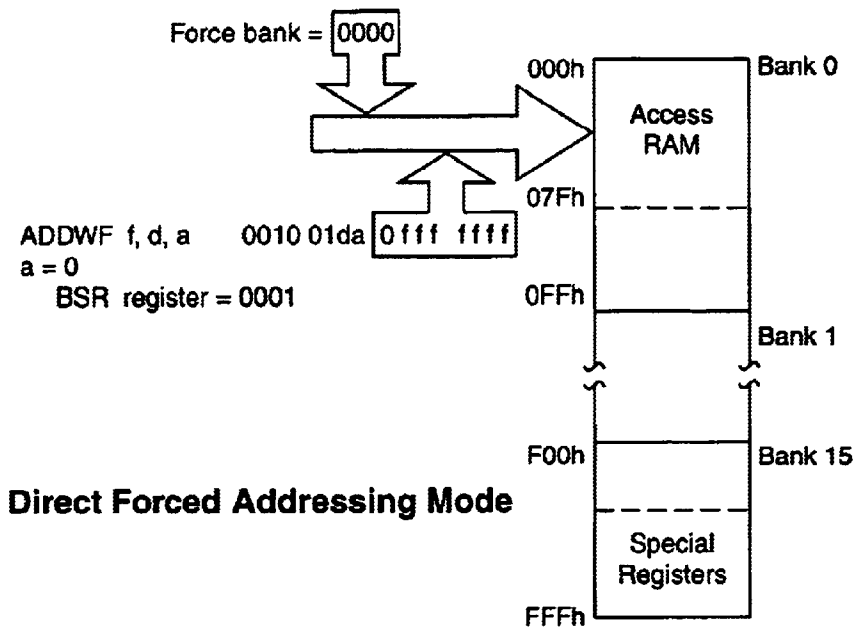 Force bank = 0000
000h
Bank 0
Access
RAM
07Fh
ADDWF f, d, a 0010 01da 0fff ffff
a = 0
BSR register = 0001
0FFh
Bank 1
F00h
Bank 15
Direct Forced Addressing Mode
Special
Registers
FFFh